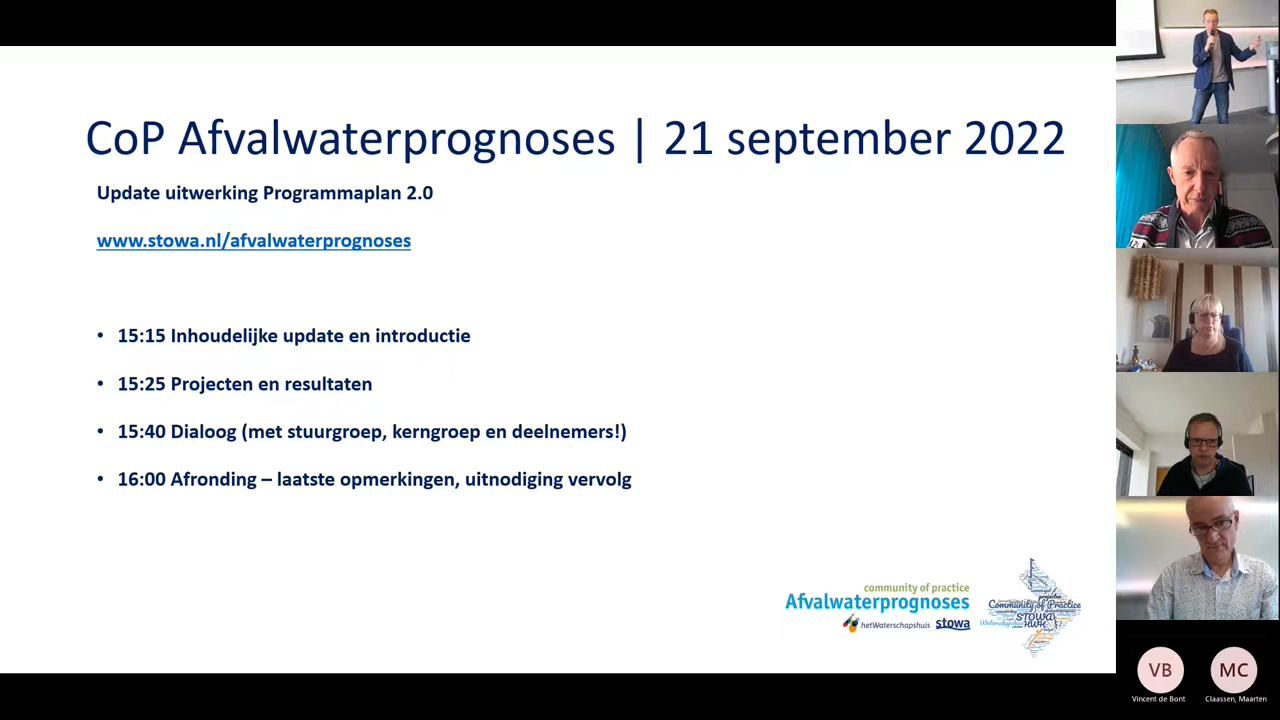 CoP Afvalwaterprognoses | 21 september 2022
Update uitwerking Programmaplan 2.0
www.stowa.nl/afvalwaterprognoses
• 15:15 Inhoudelijke update en introductie
• 15:25 Projecten en resultaten
• 15:40 Dialoog (met stuurgroep, kerngroep en deelnemers!)
• 16:00 Afronding – laatste opmerkingen, uitnodiging vervolg
community of practice
Afvalwaterprognoses
hetWaterschapshuis stowa
Community of Practice
STOWA
VB MC
Vincent de Bont Claassen, Maarten